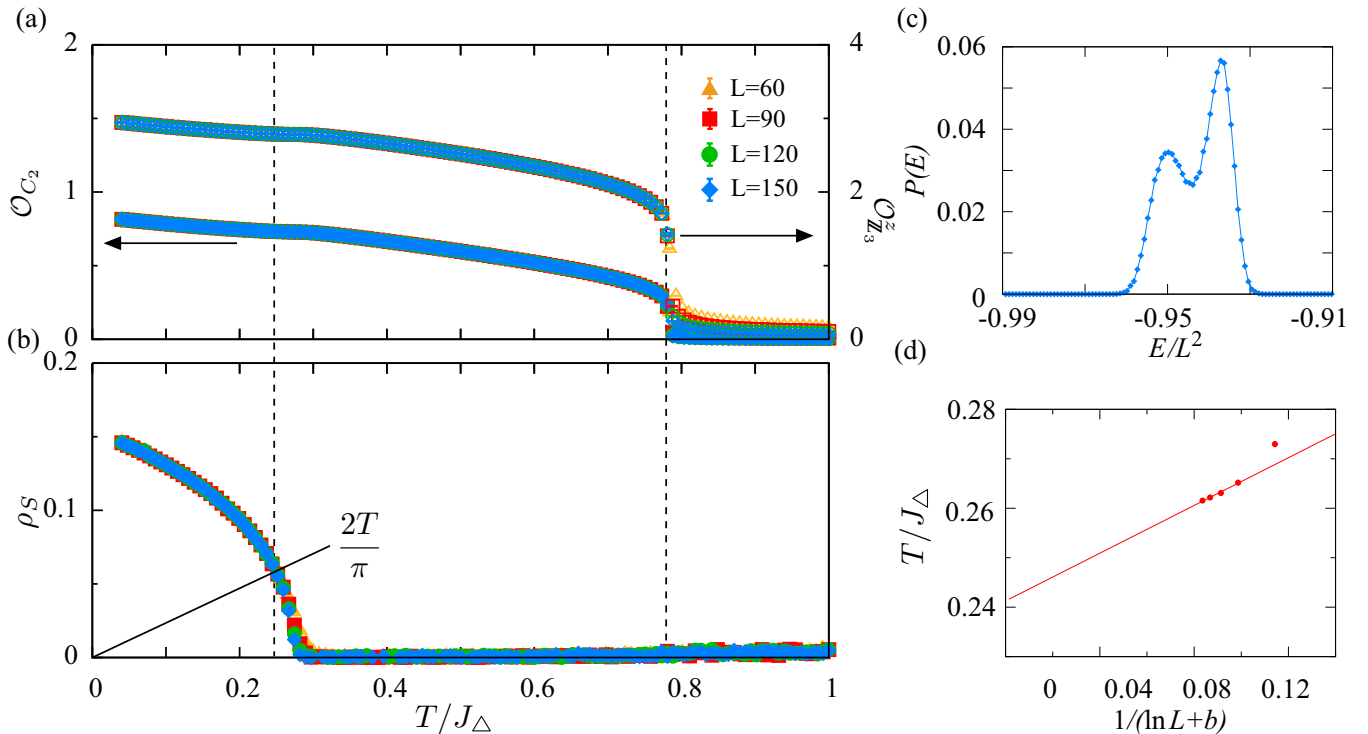 (a)
2
1
0
𝒪_{C_2}
L=60
L=90
L=120
L=150
4
2
0
𝒪^z_{ℤ_3}
(b)
0.2
0.1
0
ρ_S
2T/π
0 0.2 0.4 0.6 0.8 1
T/J_△
(c)
0.06
0.04
0.02
0
P(E)
-0.99 -0.95 -0.91
E/L²
(d)
0.28
0.26
0.24
T/J_△
0 0.04 0.08 0.12
1/(ln L+b)